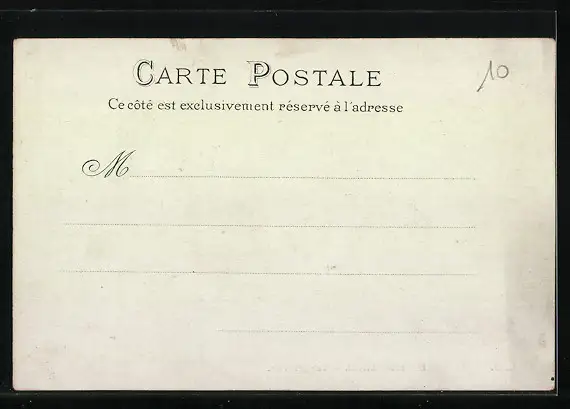 CARTE POSTALE
10
Ce côté est exclusivement réservé à l'adresse
M